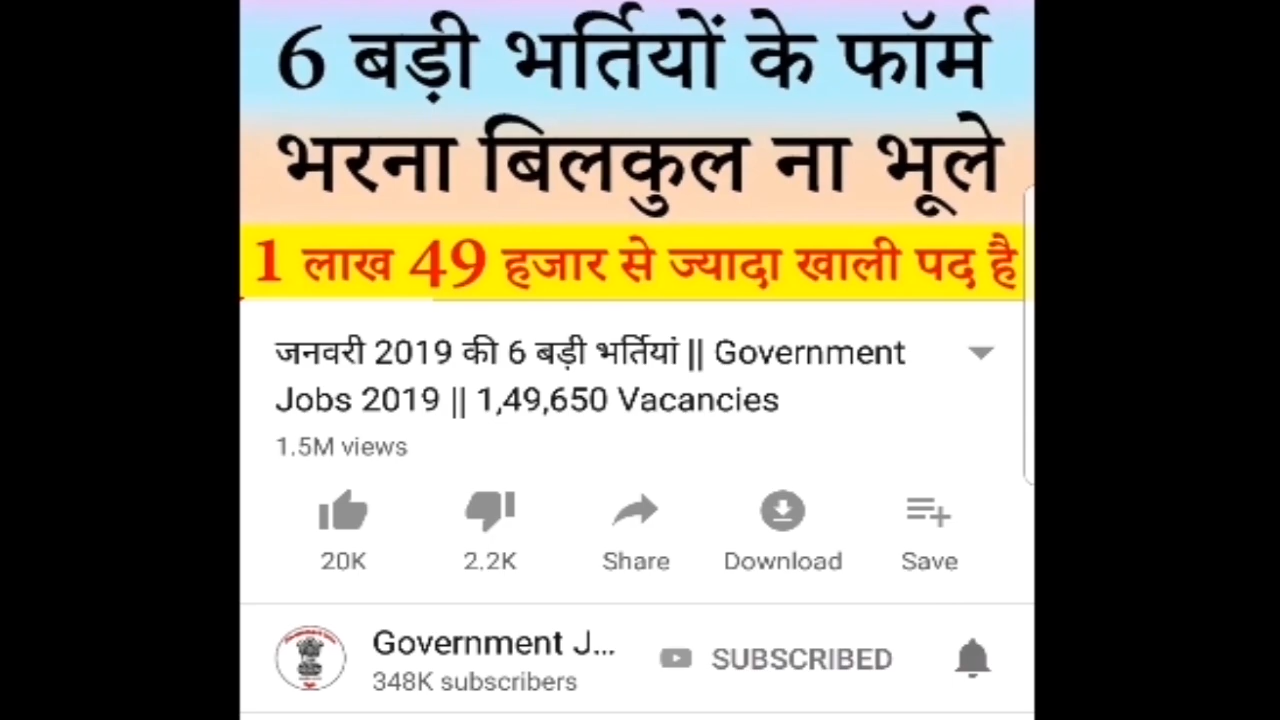 6 बड़ी भर्तियों के फॉर्म
भरना बिलकुल ना भूले
1 लाख 49 हजार से ज्यादा खाली पद है
जनवरी 2019 की 6 बड़ी भर्तियां || Government
Jobs 2019 || 1,49,650 Vacancies
1.5M views
20K 2.2K Share Download Save
Government J...
SUBSCRIBED
348K subscribers